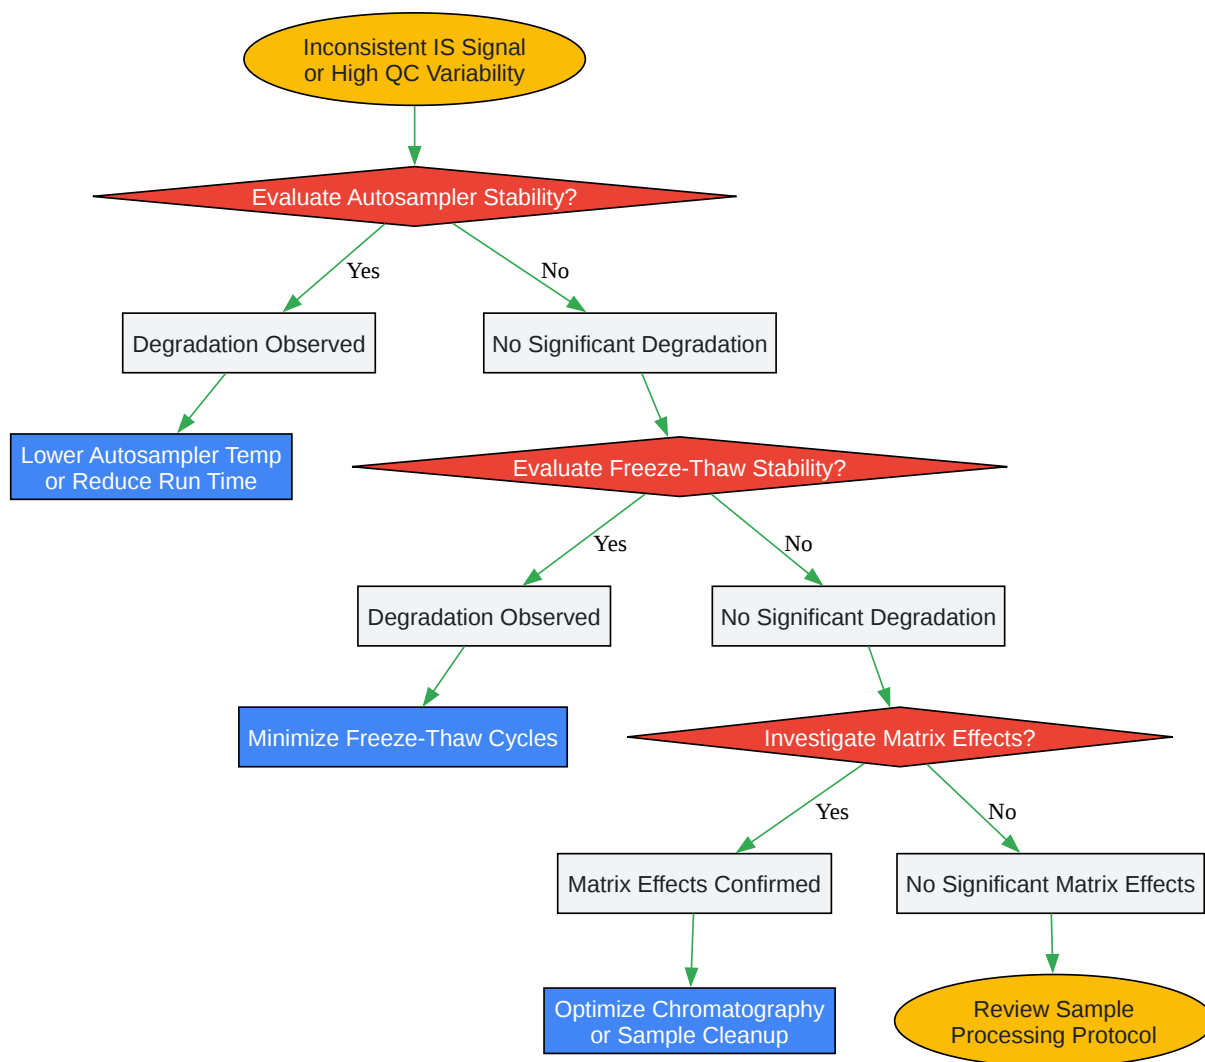 Inconsistent IS Signal
or High QC Variability
Evaluate Autosampler Stability?
Yes
No
Degradation Observed
No Significant Degradation
Lower Autosampler Temp
or Reduce Run Time
Evaluate Freeze-Thaw Stability?
Yes
No
Degradation Observed
No Significant Degradation
Minimize Freeze-Thaw Cycles
Investigate Matrix Effects?
Yes
No
Matrix Effects Confirmed
No Significant Matrix Effects
Optimize Chromatography
or Sample Cleanup
Review Sample
Processing Protocol